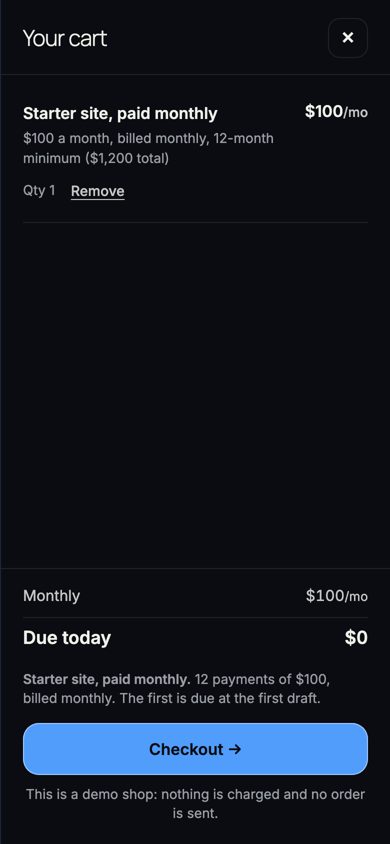 Your cart
×
Starter site, paid monthly
$100/mo
$100 a month, billed monthly, 12-month
minimum ($1,200 total)
Qty 1 Remove
Monthly $100/mo
Due today $0
Starter site, paid monthly. 12 payments of $100,
billed monthly. The first is due at the first draft.
Checkout →
This is a demo shop: nothing is charged and no order
is sent.